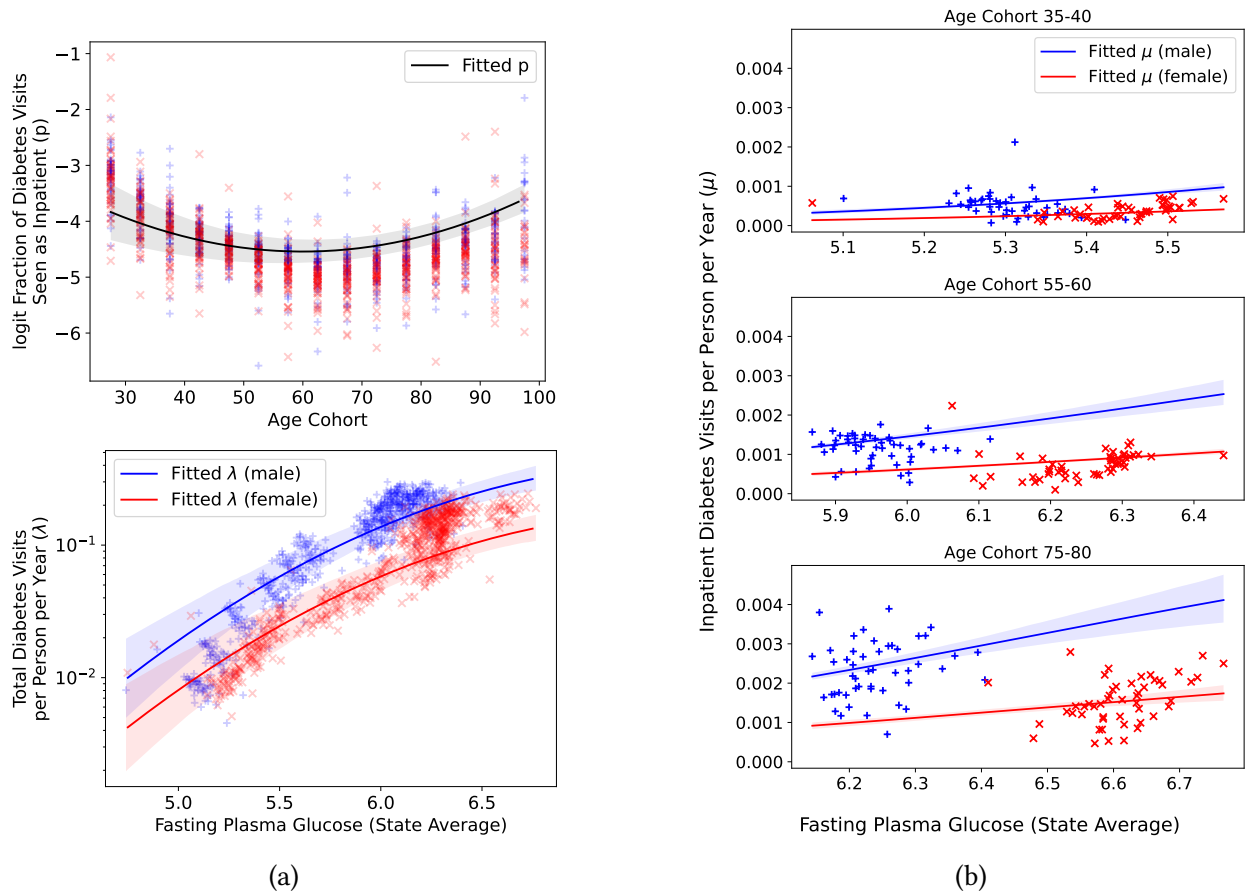 −1
−2
−3
−4
−5
−6
logit Fraction of Diabetes Visits
Seen as Inpatient (p)
Fitted p
30 40 50 60 70 80 90 100
Age Cohort
10⁻¹
10⁻²
Total Diabetes Visits
per Person per Year (λ)
Fitted λ (male)
Fitted λ (female)
5.0 5.5 6.0 6.5
Fasting Plasma Glucose (State Average)
(a)
Inpatient Diabetes Visits per Person per Year (μ)
Age Cohort 35-40
Fitted μ (male)
Fitted μ (female)
0.004
0.003
0.002
0.001
0.000
5.1 5.2 5.3 5.4 5.5
Age Cohort 55-60
0.004
0.003
0.002
0.001
0.000
5.9 6.0 6.1 6.2 6.3 6.4
Age Cohort 75-80
0.004
0.003
0.002
0.001
0.000
6.2 6.3 6.4 6.5 6.6 6.7
Fasting Plasma Glucose (State Average)
(b)